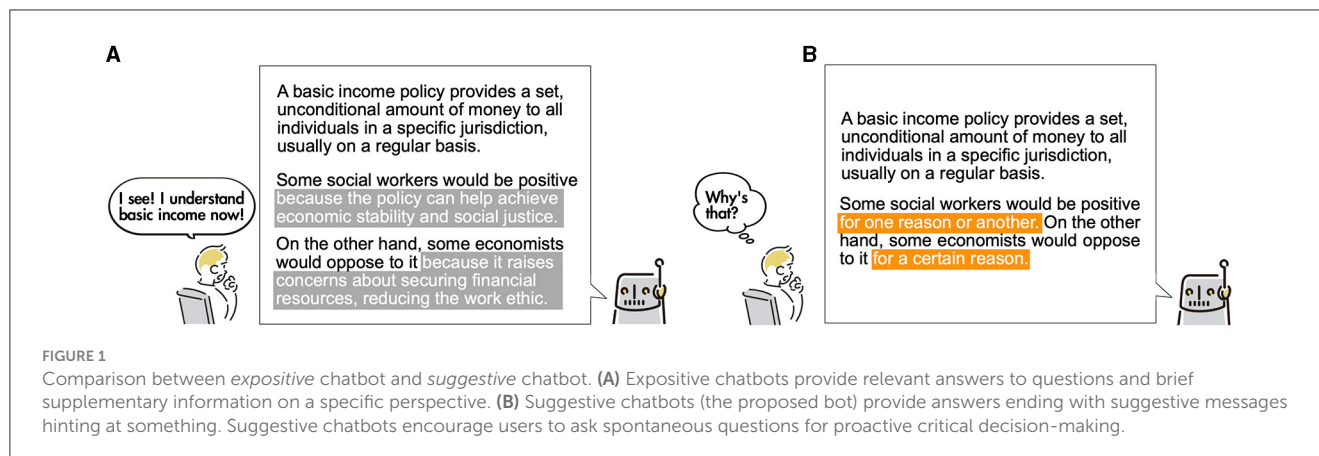 A
A basic income policy provides a set,
unconditional amount of money to all
individuals in a specific jurisdiction,
usually on a regular basis.
Some social workers would be positive
because the policy can help achieve
economic stability and social justice.
On the other hand, some economists
would oppose to it because it raises
concerns about securing financial
resources, reducing the work ethic.
I see! I understand
basic income now!
B
A basic income policy provides a set,
unconditional amount of money to all
individuals in a specific jurisdiction,
usually on a regular basis.
Some social workers would be positive
for one reason or another. On the other
hand, some economists would oppose
to it for a certain reason.
Why's
that?
FIGURE 1
Comparison between expositive chatbot and suggestive chatbot. (A) Expositive chatbots provide relevant answers to questions and brief
supplementary information on a specific perspective. (B) Suggestive chatbots (the proposed bot) provide answers ending with suggestive messages
hinting at something. Suggestive chatbots encourage users to ask spontaneous questions for proactive critical decision-making.